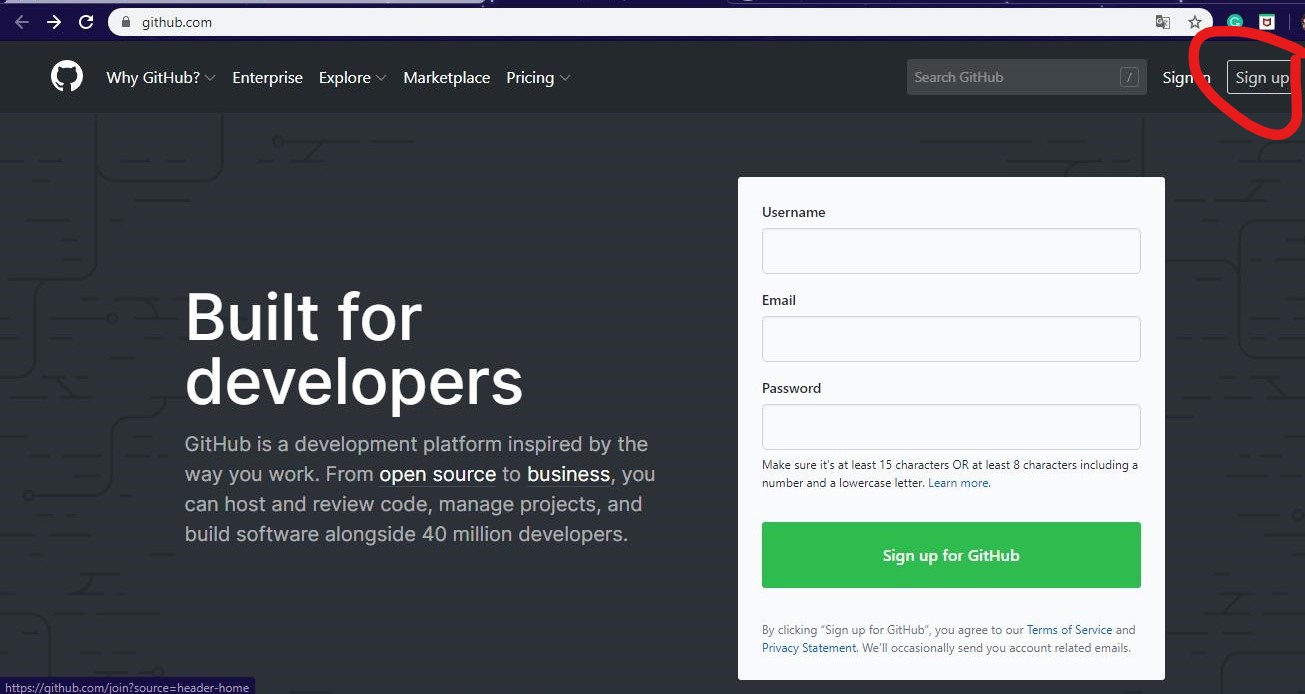 github.com
Why GitHub? Enterprise Explore Marketplace Pricing Search GitHub / Sign in Sign up
Username
Email
Built for
developers
Password
GitHub is a development platform inspired by the
way you work. From open source to business, you
can host and review code, manage projects, and
build software alongside 40 million developers.
Make sure it's at least 15 characters OR at least 8 characters including a
number and a lowercase letter. Learn more.
Sign up for GitHub
By clicking “Sign up for GitHub”, you agree to our Terms of Service and
Privacy Statement. We’ll occasionally send you account related emails.
https://github.com/join?source=header-home